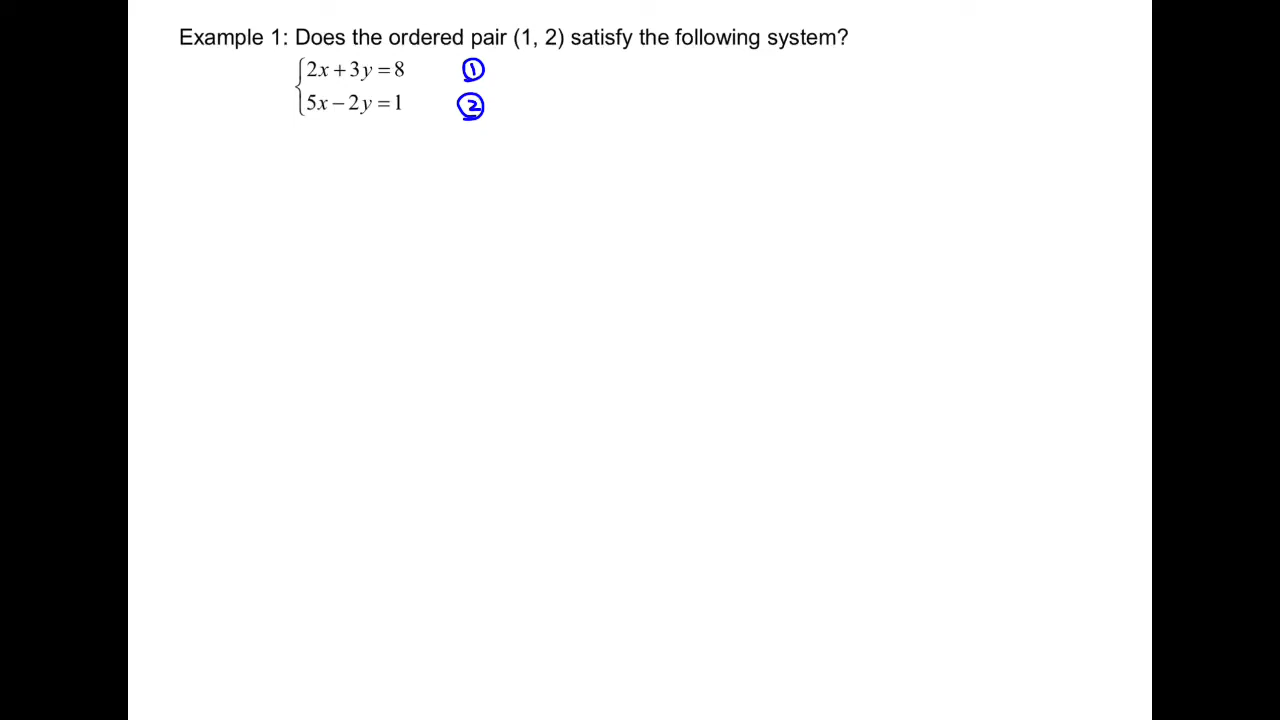 Example 1: Does the ordered pair (1, 2) satisfy the following system?
2x + 3y = 8 ①
5x − 2y = 1 ②